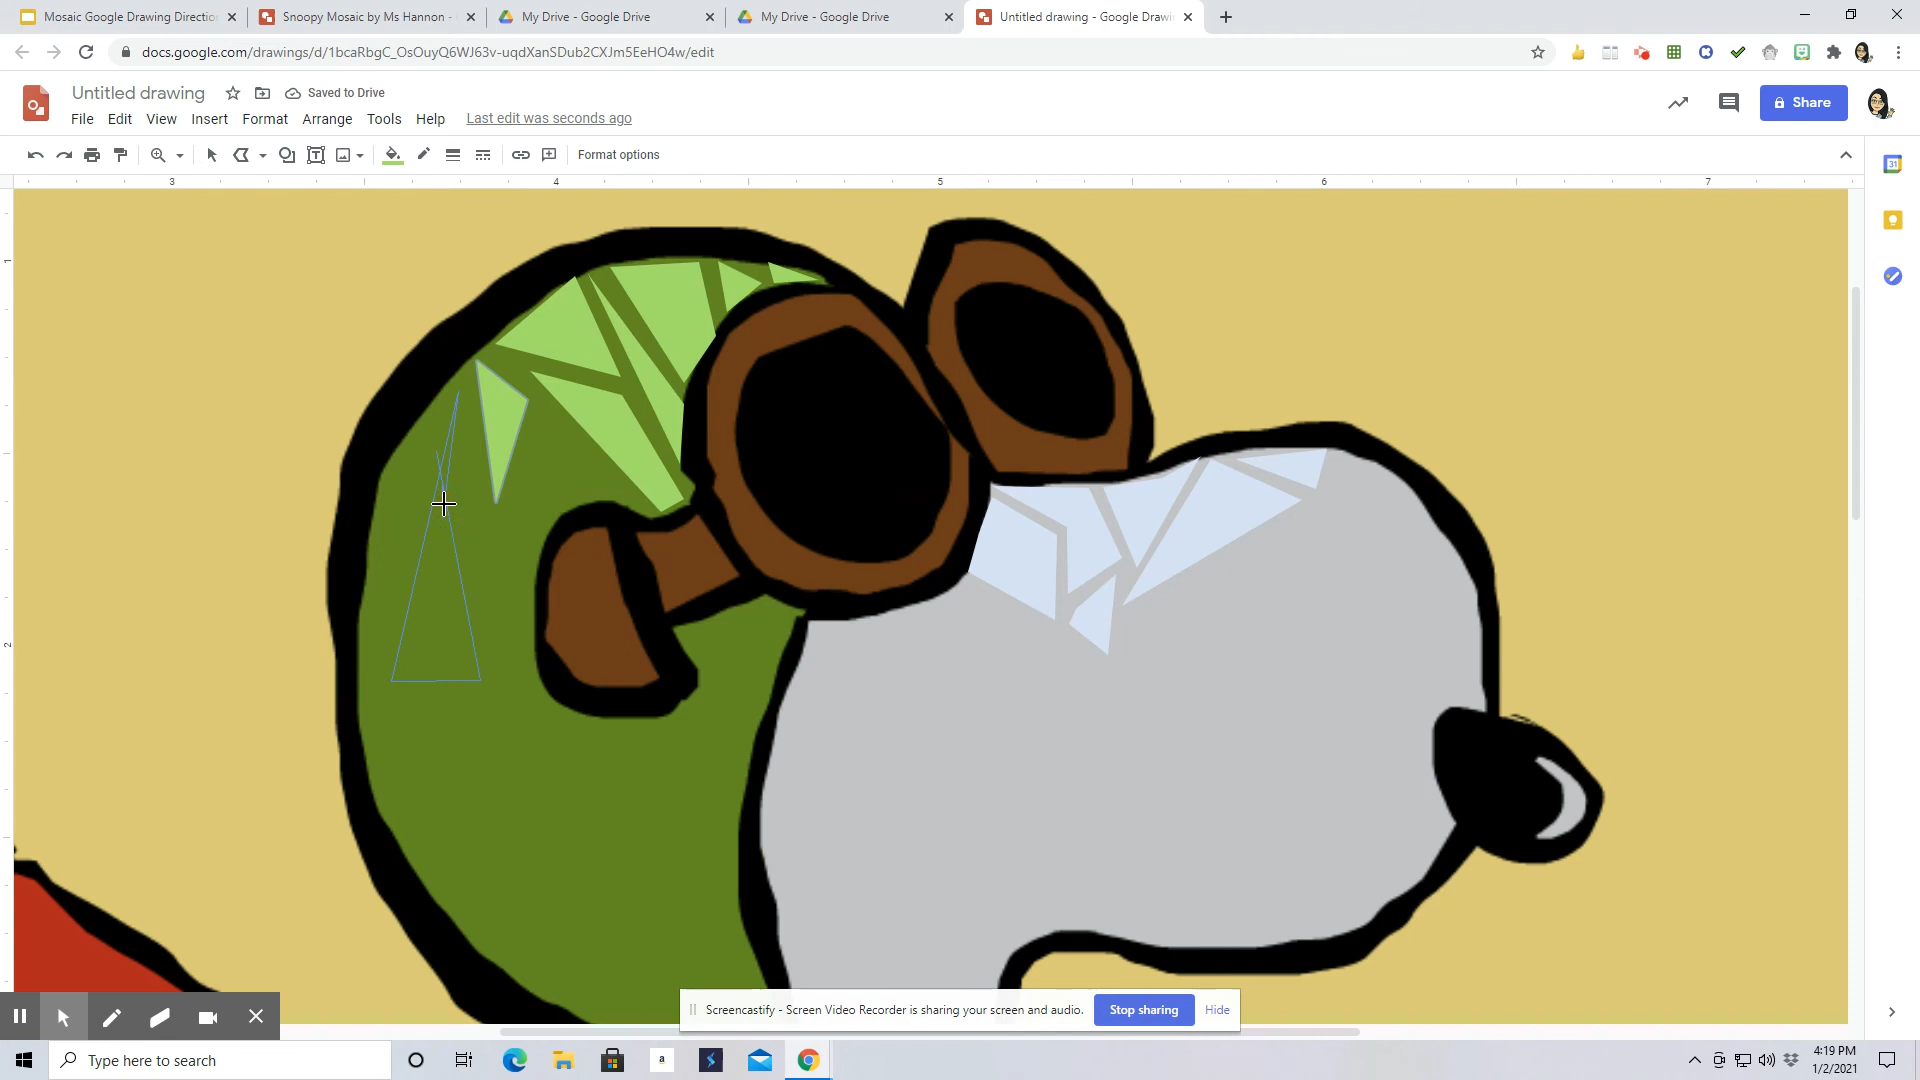 Mosaic Google Drawing Directio
Snoopy Mosaic by Ms Hannon -
My Drive - Google Drive
My Drive - Google Drive
Untitled drawing - Google Drawi
docs.google.com/drawings/d/1bcaRbgC_OsOuyQ6WJ63v-uqdXanSDub2CXJm5EeHO4w/edit
Untitled drawing
Saved to Drive
File Edit View Insert Format Arrange Tools Help Last edit was seconds ago
Share
Format options
3 4 5 6 7
1
2
31
Screencastify - Screen Video Recorder is sharing your screen and audio.
Stop sharing
Hide
Type here to search
a
4:19 PM
1/2/2021